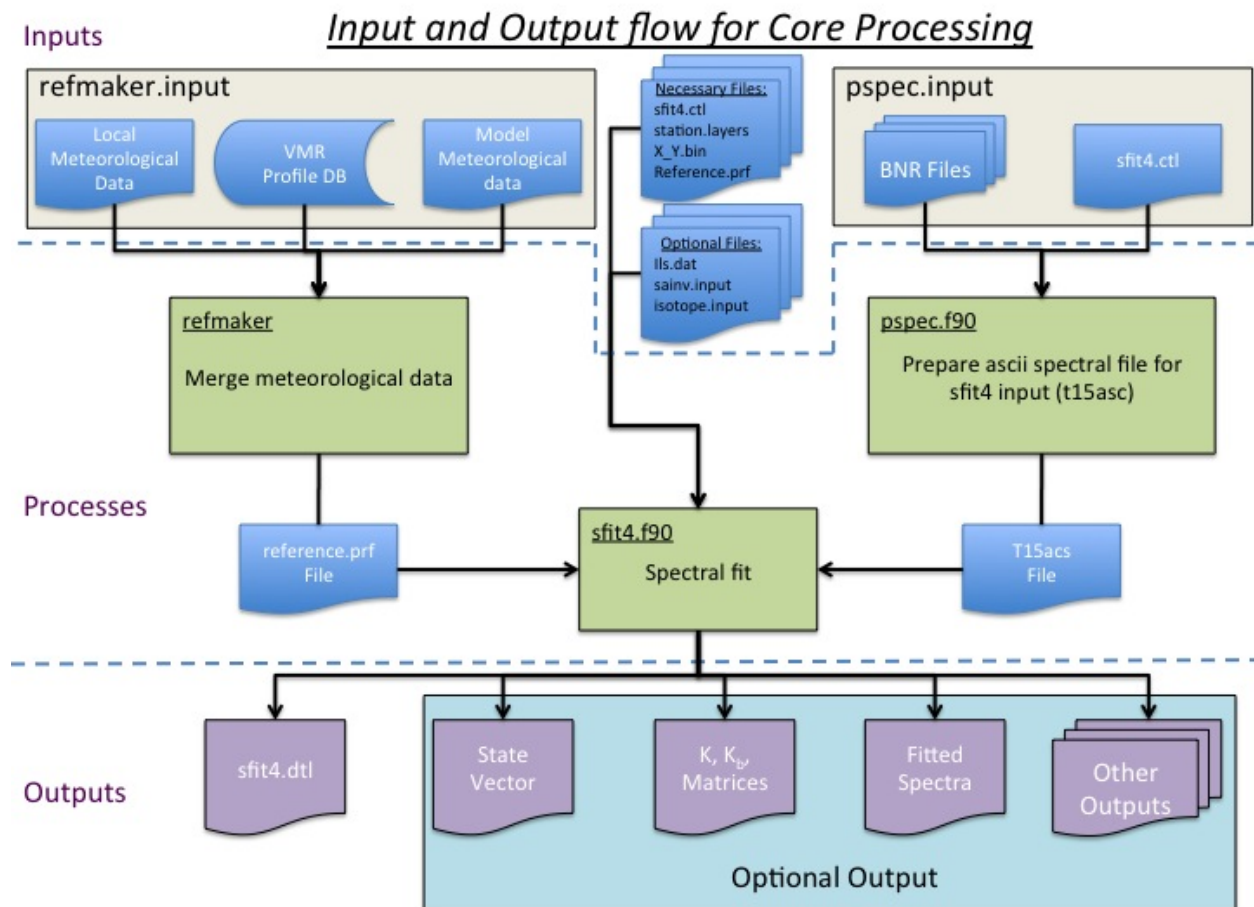 Inputs
Input and Output flow for Core Processing
refmaker.input
Local
Meteorological
Data
VMR
Profile DB
Model
Meteorological
data
Necessary Files:
sfit4.ctl
station.layers
X_Y.bin
Reference.prf
Optional Files:
Ils.dat
sainv.input
isotope.input
pspec.input
BNR Files
sfit4.ctl
refmaker
Merge meteorological data
pspec.f90
Prepare ascii spectral file for
sfit4 input (t15asc)
Processes
reference.prf
File
sfit4.f90
Spectral fit
T15acs
File
Outputs
sfit4.dtl
State
Vector
K, Kb,
Matrices
Fitted
Spectra
Other
Outputs
Optional Output